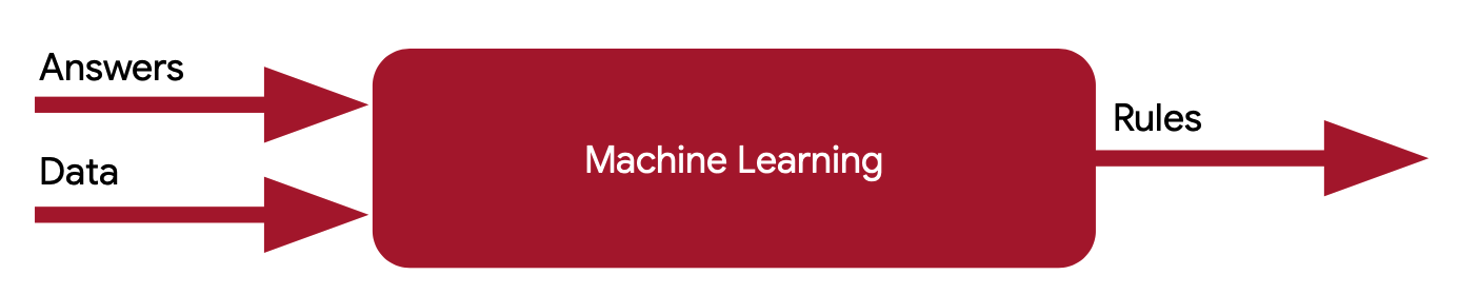 Answers
Data
Machine Learning
Rules